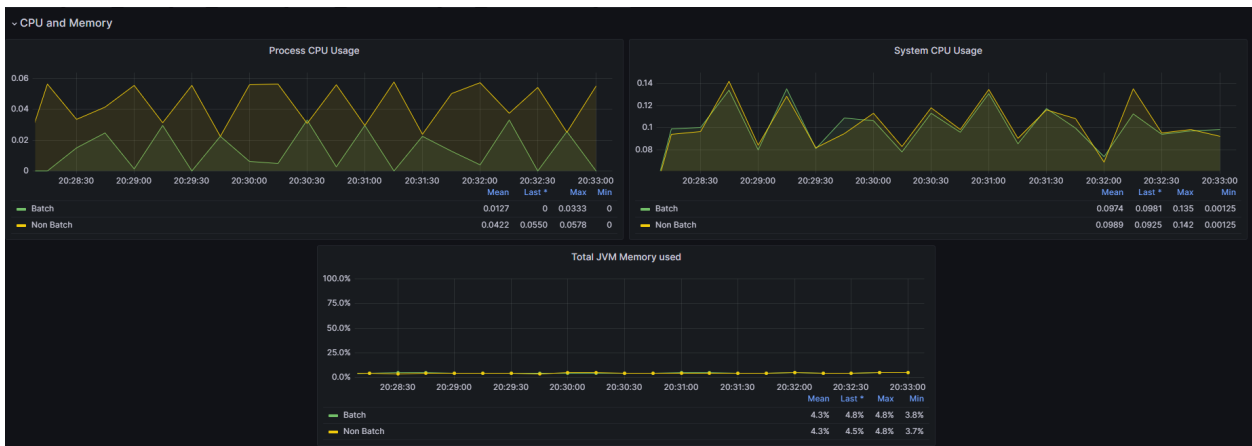 CPU and Memory
Process CPU Usage
0.06
0.04
0.02
0
20:28:30 20:29:00 20:29:30 20:30:00 20:30:30 20:31:00 20:31:30 20:32:00 20:32:30 20:33:00
Mean Last * Max Min
Batch 0.0127 0 0.0333 0
Non Batch 0.0422 0.0550 0.0578 0
System CPU Usage
0.14
0.12
0.1
0.08
20:28:30 20:29:00 20:29:30 20:30:00 20:30:30 20:31:00 20:31:30 20:32:00 20:32:30 20:33:00
Mean Last * Max Min
Batch 0.0974 0.0981 0.135 0.00125
Non Batch 0.0989 0.0925 0.142 0.00125
Total JVM Memory used
100.0%
75.0%
50.0%
25.0%
0.0%
20:28:30 20:29:00 20:29:30 20:30:00 20:30:30 20:31:00 20:31:30 20:32:00 20:32:30 20:33:00
Mean Last * Max Min
Batch 4.3% 4.8% 4.8% 3.8%
Non Batch 4.3% 4.5% 4.8% 3.7%